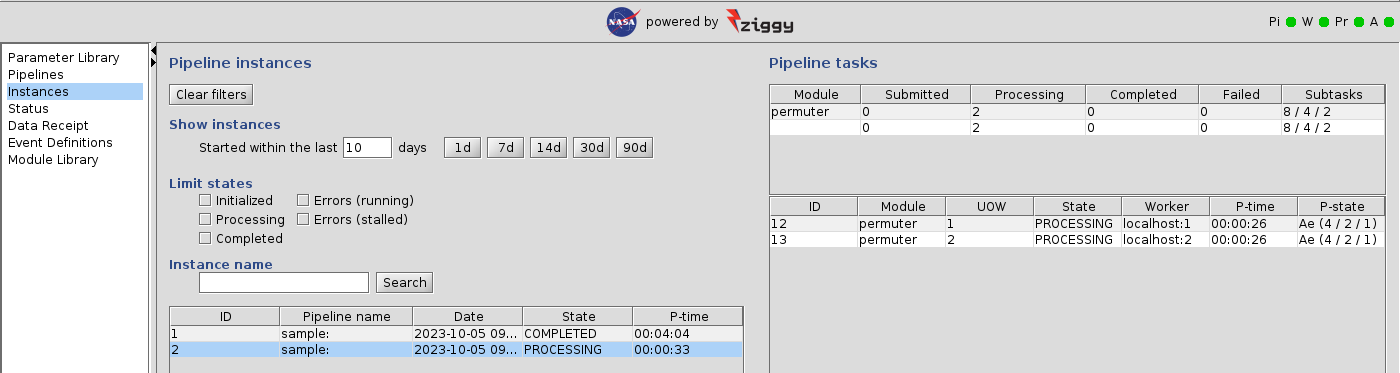 NASA powered by ziggy
Pi W Pr A
Parameter Library
Pipelines
Instances
Status
Data Receipt
Event Definitions
Module Library
Pipeline instances
Clear filters
Show instances
Started within the last 10 days 1d 7d 14d 30d 90d
Limit states
Initialized Errors (running)
Processing Errors (stalled)
Completed
Instance name
Search
ID Pipeline name Date State P-time
1 sample: 2023-10-05 09... COMPLETED 00:04:04
2 sample: 2023-10-05 09... PROCESSING 00:00:33
Pipeline tasks
Module Submitted Processing Completed Failed Subtasks
permuter 0 2 0 0 8 / 4 / 2
0 2 0 0 8 / 4 / 2
ID Module UOW State Worker P-time P-state
12 permuter 1 PROCESSING localhost:1 00:00:26 Ae (4 / 2 / 1)
13 permuter 2 PROCESSING localhost:2 00:00:26 Ae (4 / 2 / 1)